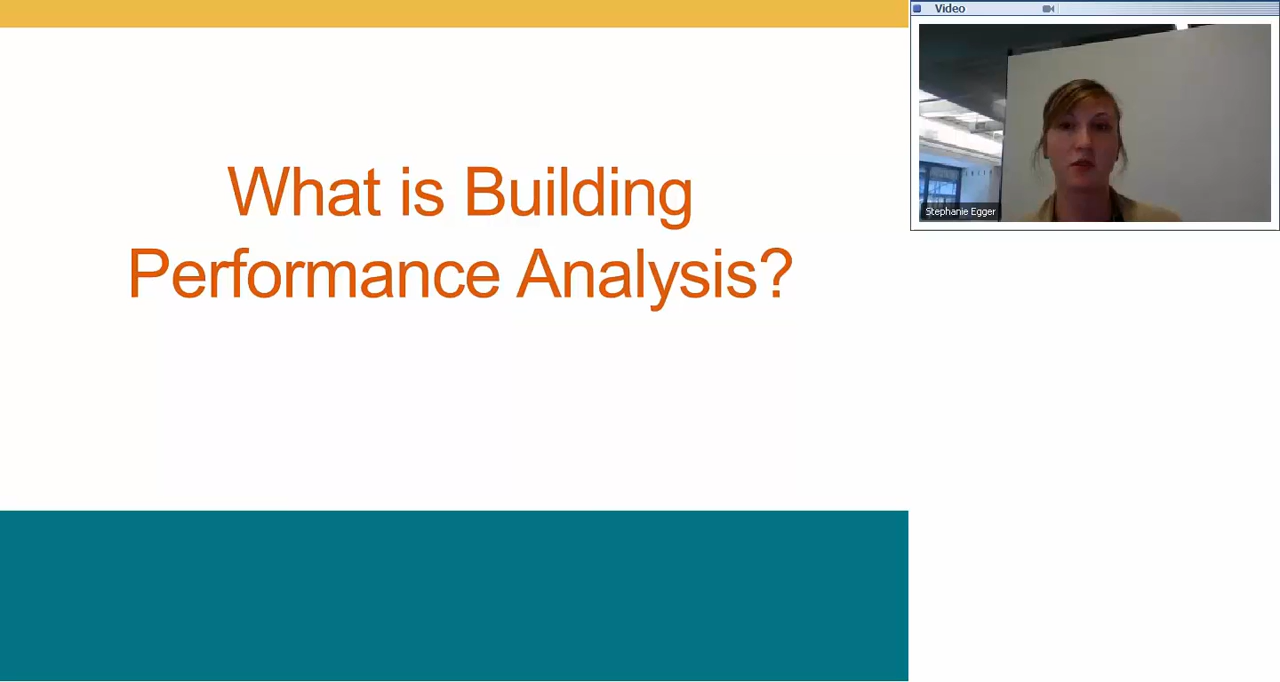 What is Building
Performance Analysis?
Video
Stephanie Egger